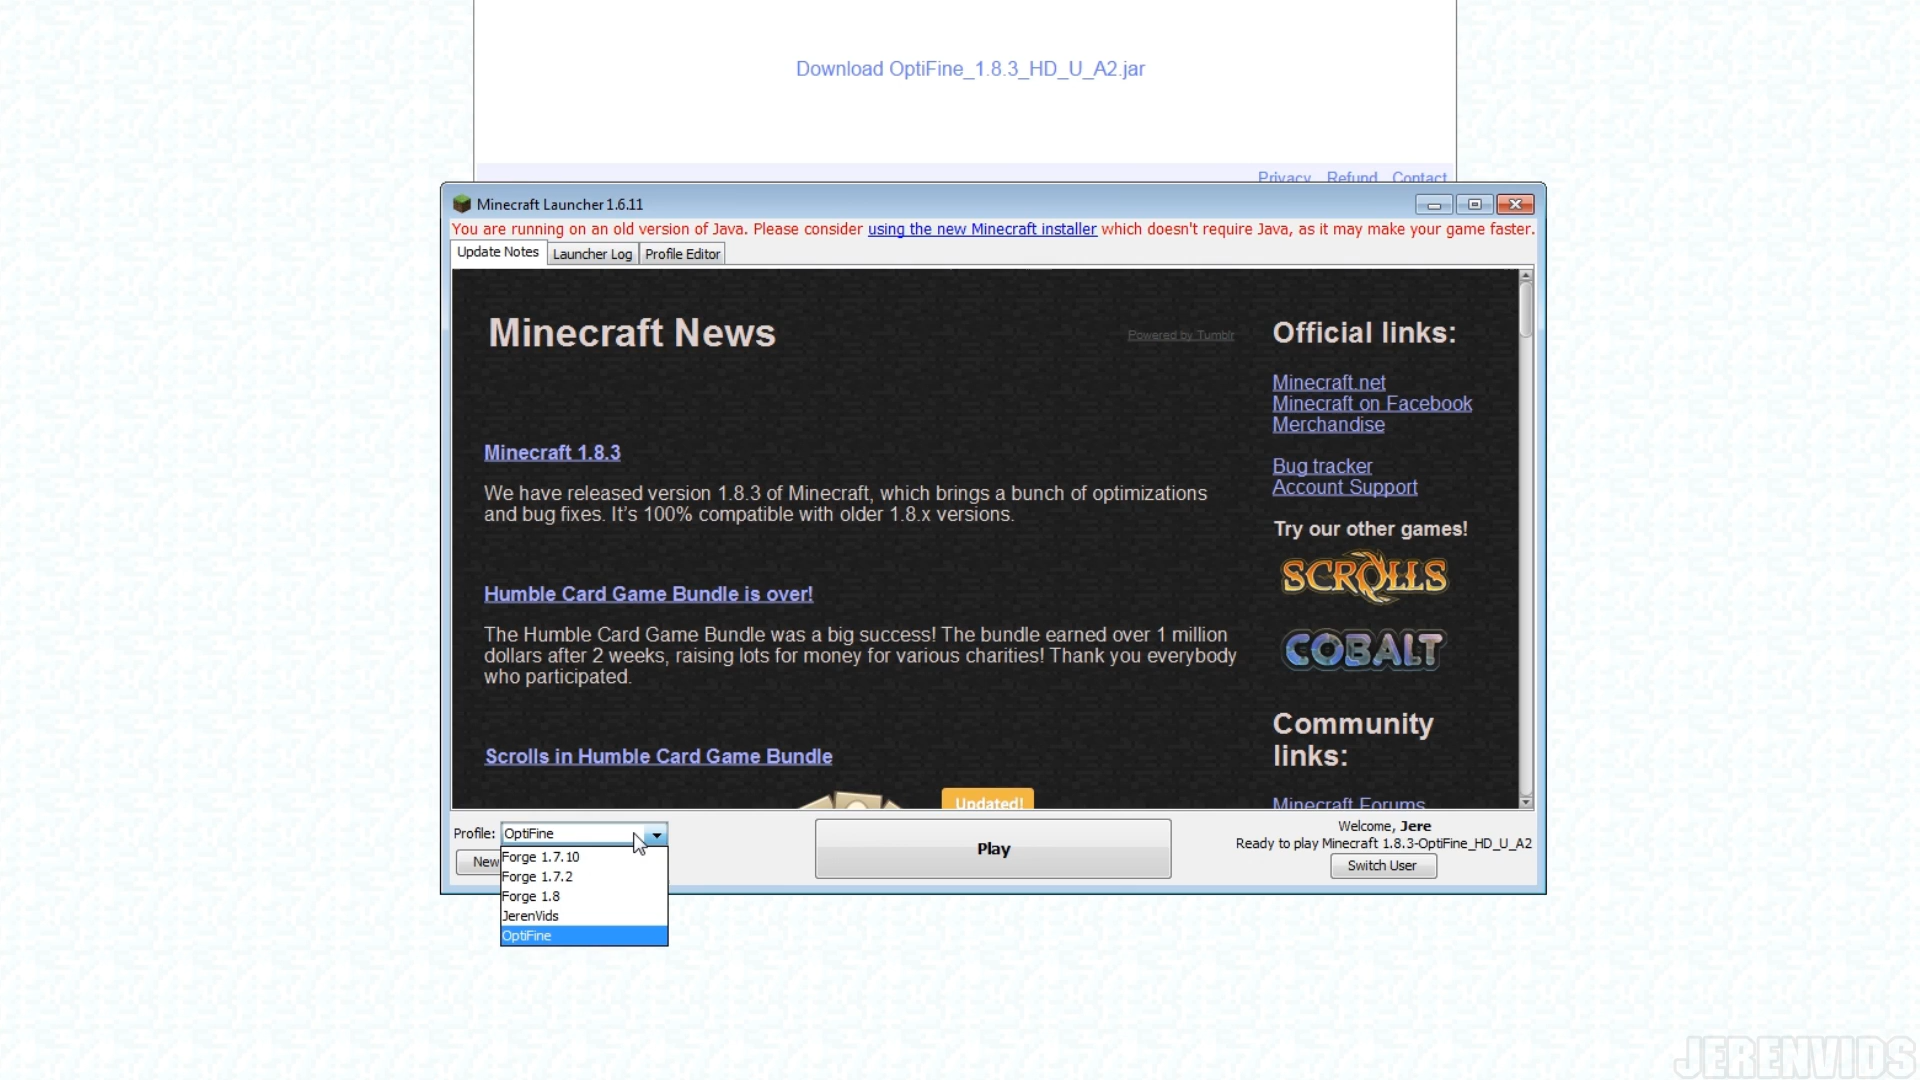 Download OptiFine_1.8.3_HD_U_A2.jar
Privacy Refund Contact
Minecraft Launcher 1.6.11
You are running on an old version of Java. Please consider using the new Minecraft installer which doesn't require Java, as it may make your game faster.
Update Notes Launcher Log Profile Editor
Minecraft News
Powered by Tumblr
Minecraft 1.8.3
We have released version 1.8.3 of Minecraft, which brings a bunch of optimizations
and bug fixes. It's 100% compatible with older 1.8.x versions.
Humble Card Game Bundle is over!
The Humble Card Game Bundle was a big success! The bundle earned over 1 million
dollars after 2 weeks, raising lots for money for various charities! Thank you everybody
who participated.
Scrolls in Humble Card Game Bundle
Updated!
Official links:
Minecraft.net
Minecraft on Facebook
Merchandise
Bug tracker
Account Support
Try our other games!
SCROLLS
COBALT
Community
links:
Minecraft Forums
Profile: OptiFine
New
Forge 1.7.10
Forge 1.7.2
Forge 1.8
JerenVids
OptiFine
Play
Welcome, Jere
Ready to play Minecraft 1.8.3-OptiFine_HD_U_A2
Switch User
JERENVIDS